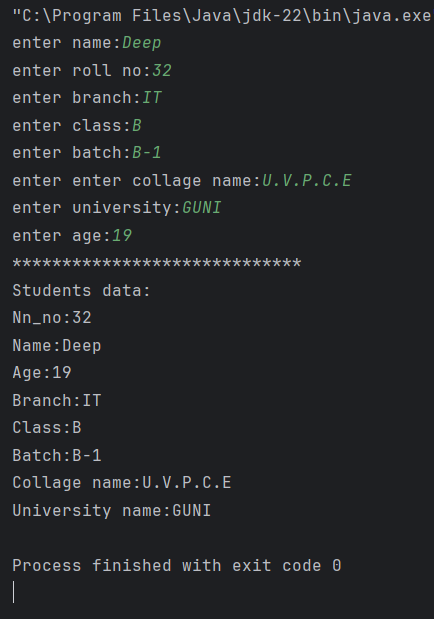 "C:\Program Files\Java\jdk-22\bin\java.exe
enter name:Deep
enter roll no:32
enter branch:IT
enter class:B
enter batch:B-1
enter enter collage name:U.V.P.C.E
enter university:GUNI
enter age:19
*****************************
Students data:
Nn_no:32
Name:Deep
Age:19
Branch:IT
Class:B
Batch:B-1
Collage name:U.V.P.C.E
University name:GUNI
Process finished with exit code 0